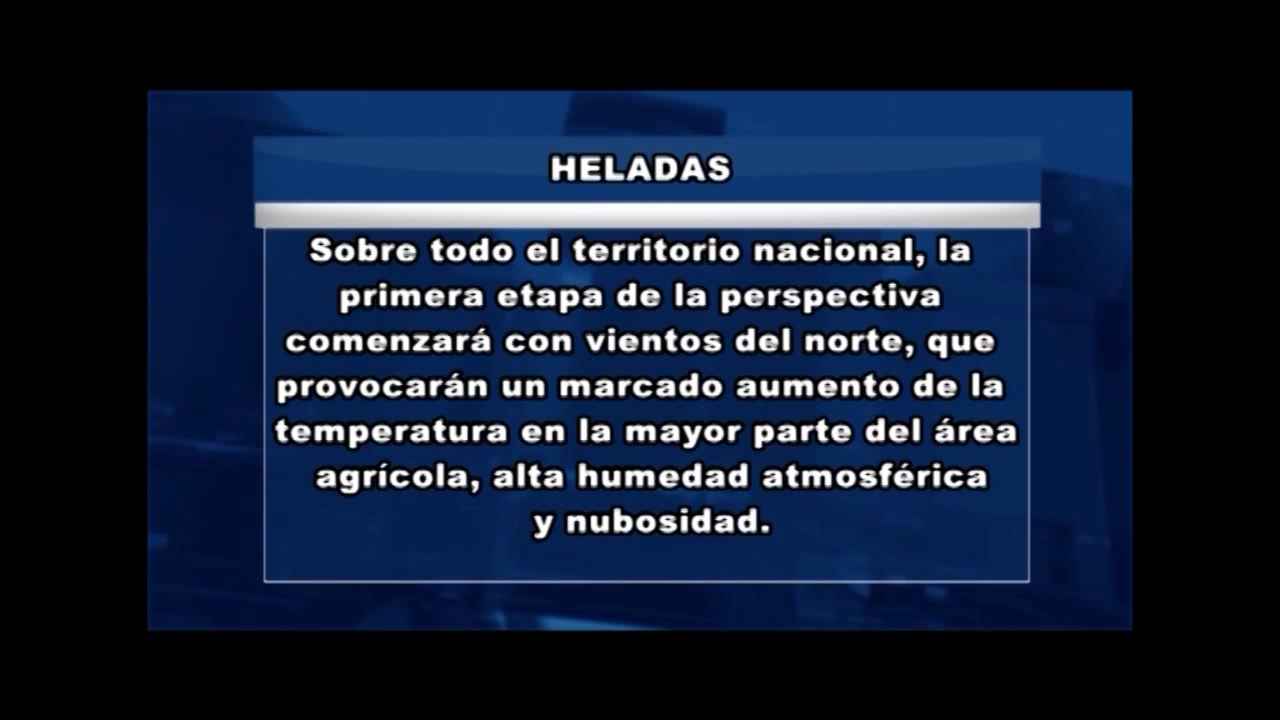 HELADAS
Sobre todo el territorio nacional, la
primera etapa de la perspectiva
comenzará con vientos del norte, que
provocarán un marcado aumento de la
temperatura en la mayor parte del área
agrícola, alta humedad atmosférica
y nubosidad.